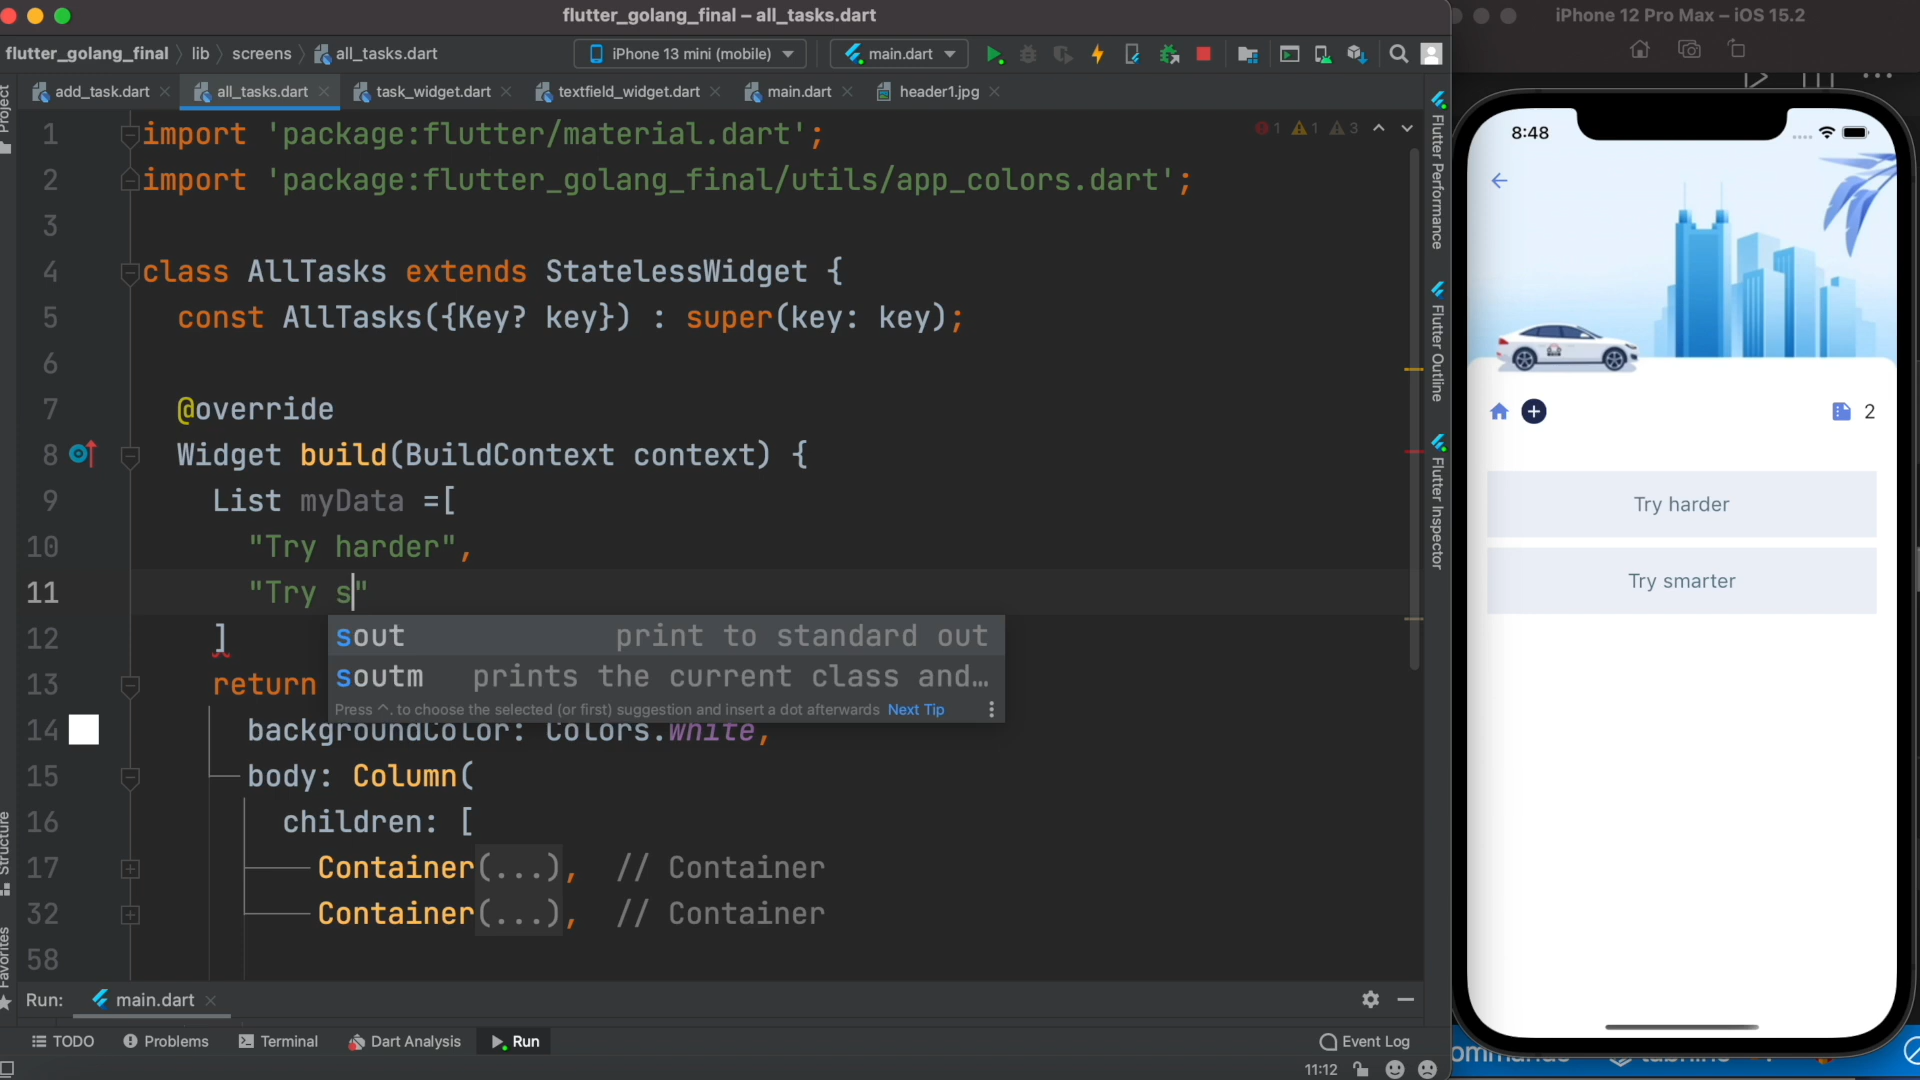 flutter_golang_final – all_tasks.dart
iPhone 12 Pro Max – iOS 15.2
flutter_golang_final lib screens all_tasks.dart
iPhone 13 mini (mobile)
main.dart
add_task.dart
all_tasks.dart
task_widget.dart
textfield_widget.dart
main.dart
header1.jpg
Project
1 import 'package:flutter/material.dart';
1 1 3
2 import 'package:flutter_golang_final/utils/app_colors.dart';
3
4 class AllTasks extends StatelessWidget {
5 const AllTasks({Key? key}) : super(key: key);
6
7 @override
8 Widget build(BuildContext context) {
9 List myData =[
10 "Try harder",
11 "Try s"
12 ]
sout print to standard out
soutm prints the current class and…
Press ^. to choose the selected (or first) suggestion and insert a dot afterwards Next Tip
13 return
14 backgroundColor: Colors.white,
15 body: Column(
16 children: [
17 Container(...), // Container
32 Container(...), // Container
58
Structure
Favorites
Flutter Performance
Flutter Outline
Flutter Inspector
Run: main.dart
TODO
Problems
Terminal
Dart Analysis
Run
Event Log
11:12
8:48
2
Try harder
Try smarter